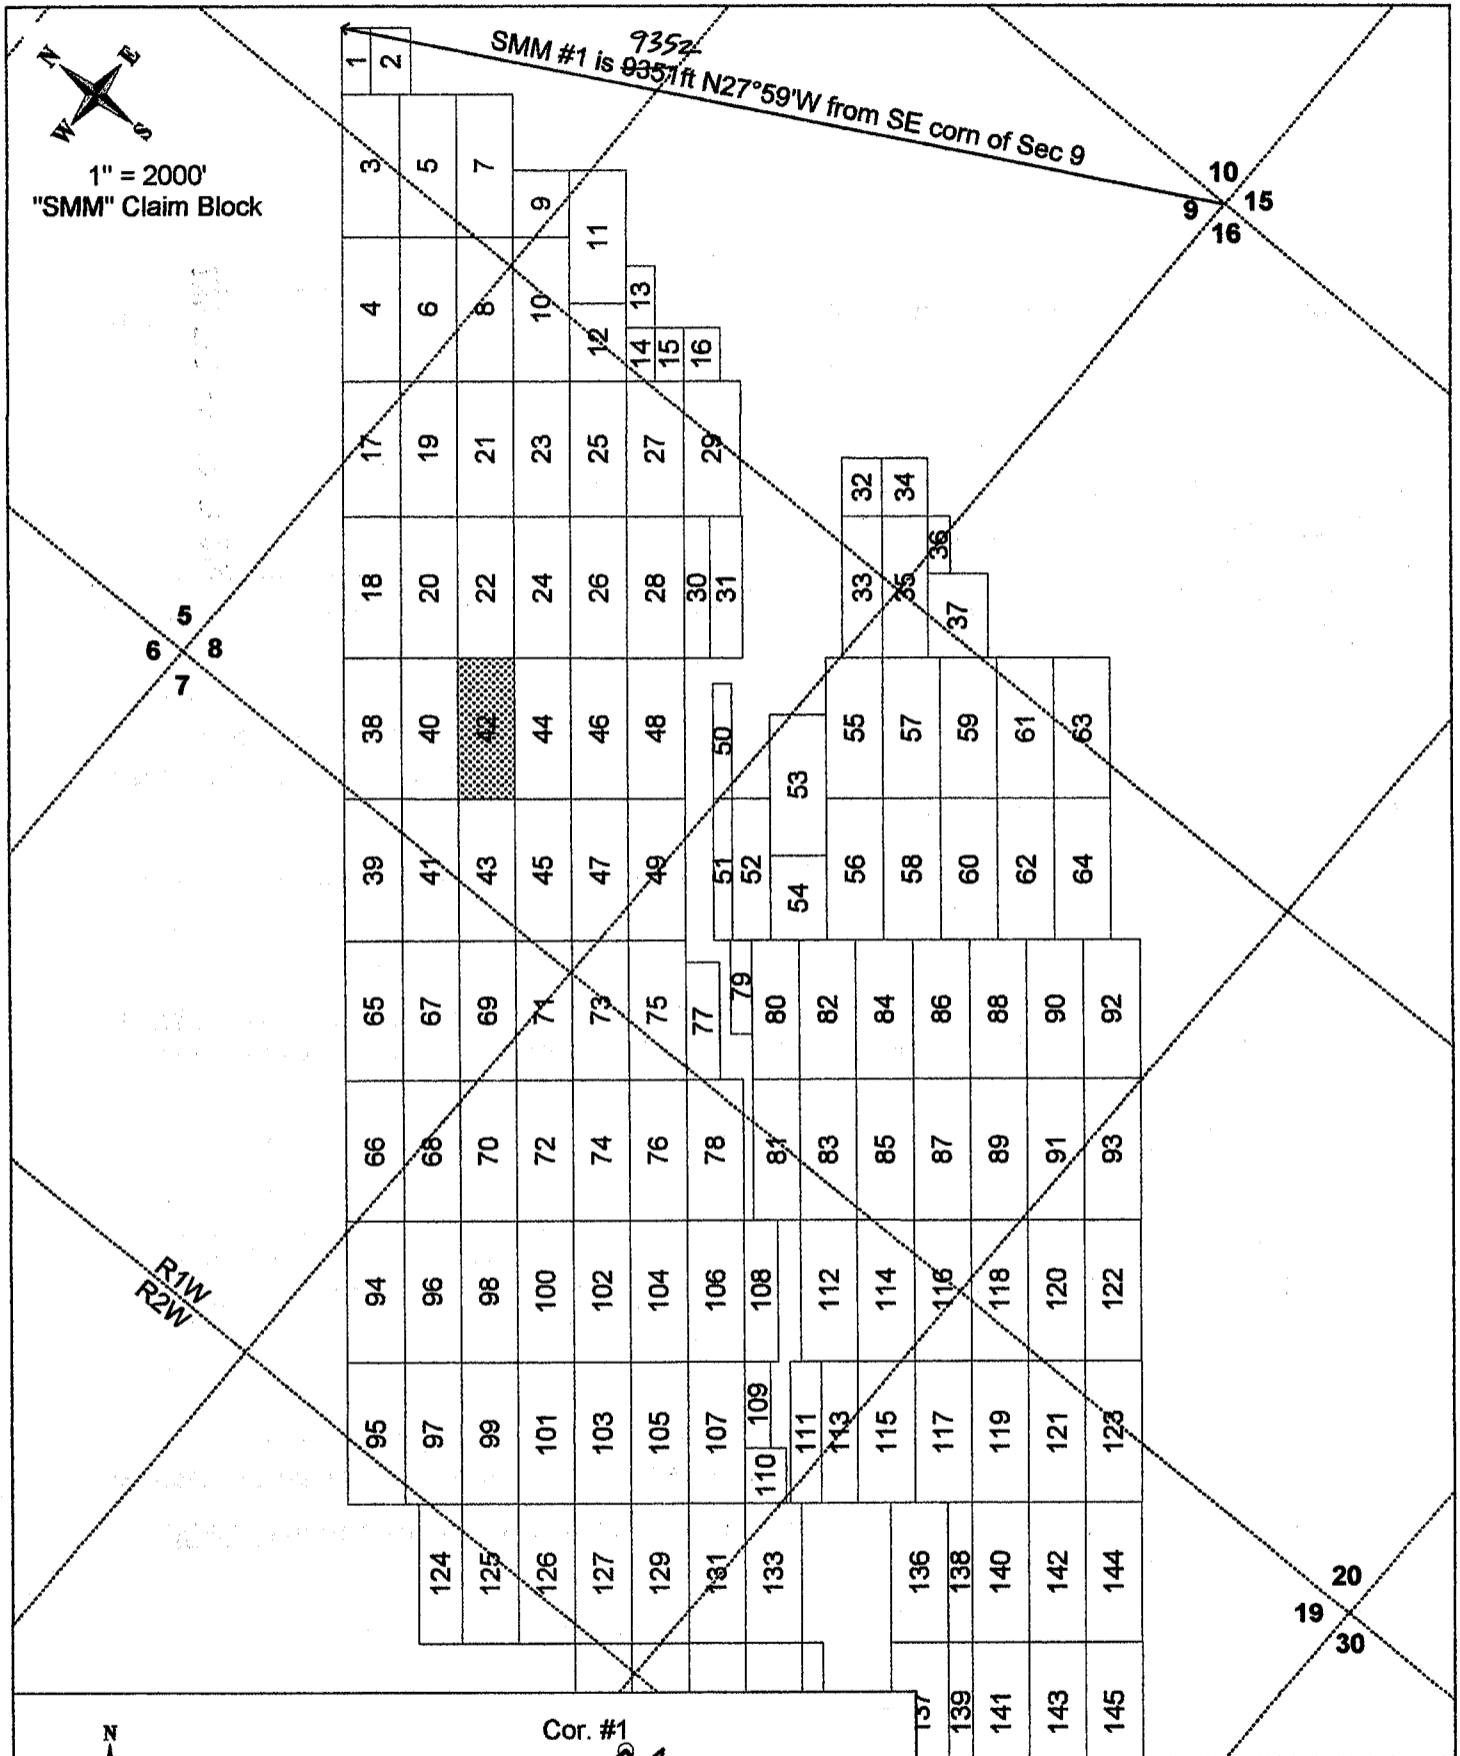 N E
W S
1" = 2000'
"SMM" Claim Block
9352
SMM #1 is 9351ft N27°59'W from SE corn of Sec 9
10
9 15
16
1 2
3 5 7
9
11
4 6 8 10
12
13
14 15 16
17 19 21 23 25 27 29
32 34
36
18 20 22 24 26 28 30 31
33 35
37
5
6 8
7
38 40 42 44 46 48
50
53
55 57 59 61 63
39 41 43 45 47 49
51 52
54
56 58 60 62 64
65 67 69 71 73 75 77
79
80 82 84 86 88 90 92
66 68 70 72 74 76 78
81 83 85 87 89 91 93
R1W
R2W
94 96 98 100 102 104 106 108
112 114 116 118 120 122
95 97 99 101 103 105 107 109
110
111 113 115 117 119 121 123
124 125 126 127 129 131 133
136 138 140 142 144
20
19
30
137 139 141 143 145
N
Cor. #1